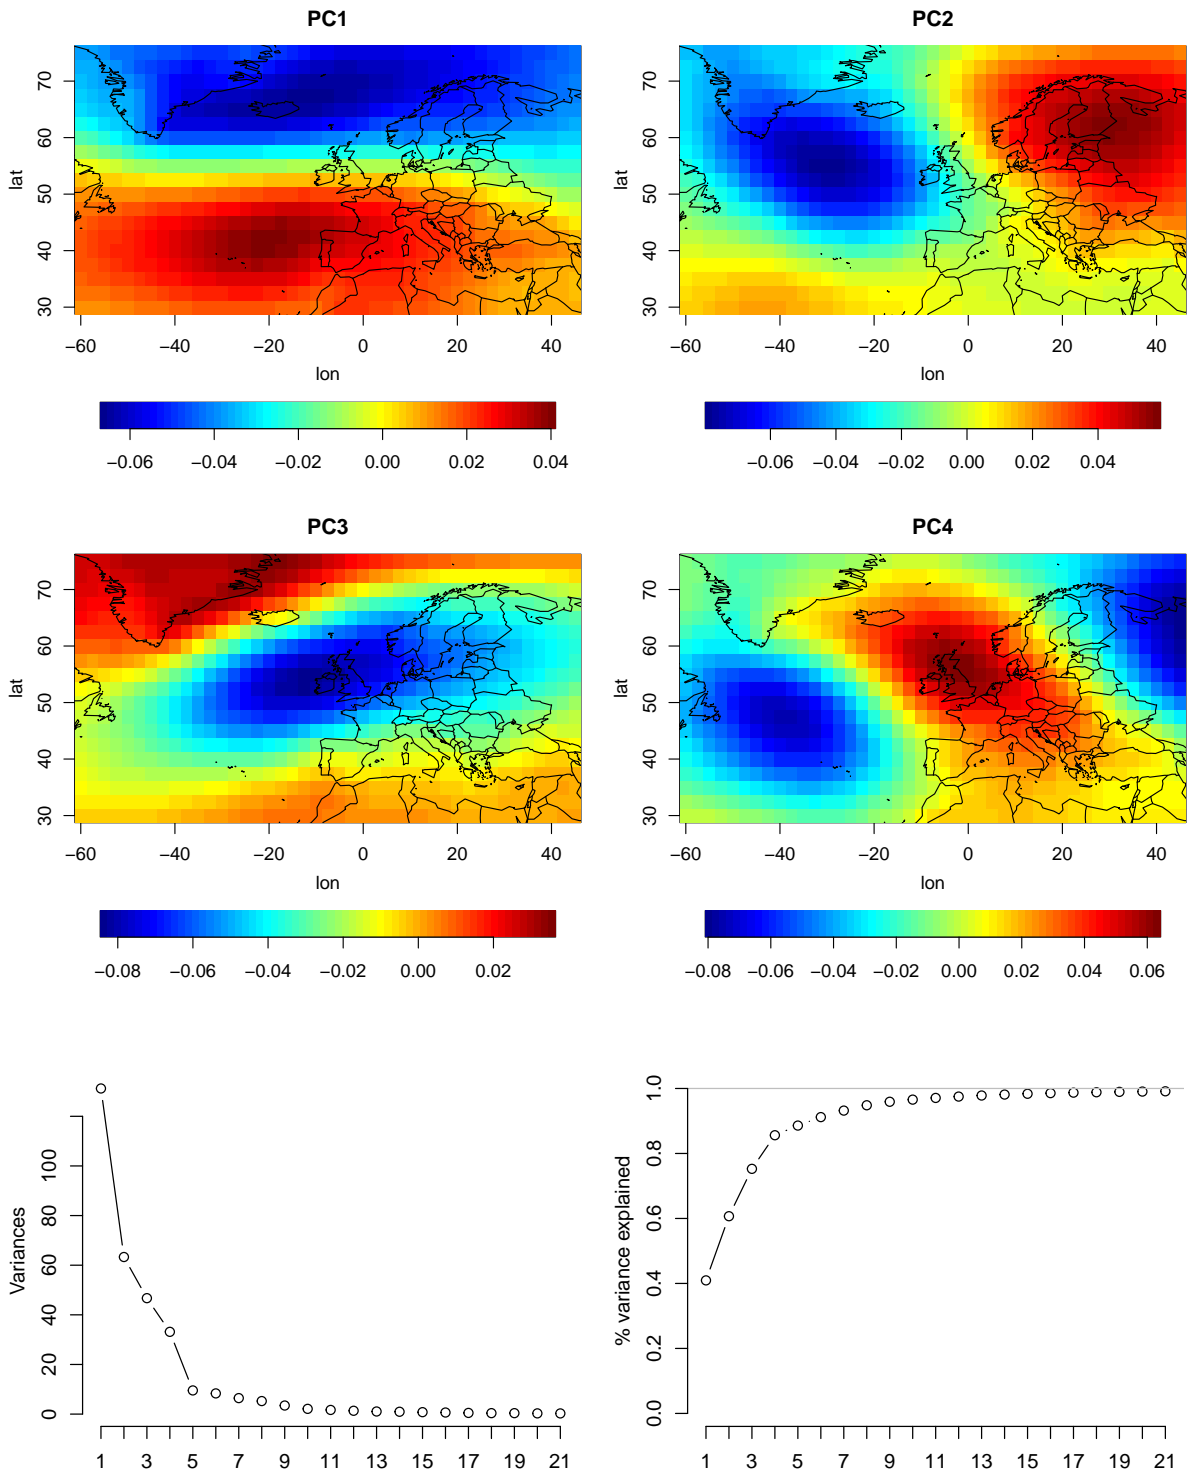 PC1
PC2
lat
30 40 50 60 70
−60 −40 −20 0 20 40
lon
−0.06 −0.04 −0.02 0.00 0.02 0.04
lat
30 40 50 60 70
−60 −40 −20 0 20 40
lon
−0.06 −0.04 −0.02 0.00 0.02 0.04
PC3
PC4
lat
30 40 50 60 70
−60 −40 −20 0 20 40
lon
−0.08 −0.06 −0.04 −0.02 0.00 0.02
lat
30 40 50 60 70
−60 −40 −20 0 20 40
lon
−0.08 −0.06 −0.04 −0.02 0.00 0.02 0.04 0.06
Variances
0 20 40 60 80 100
1 3 5 7 9 11 13 15 17 19 21
% variance explained
0.0 0.2 0.4 0.6 0.8 1.0
1 3 5 7 9 11 13 15 17 19 21